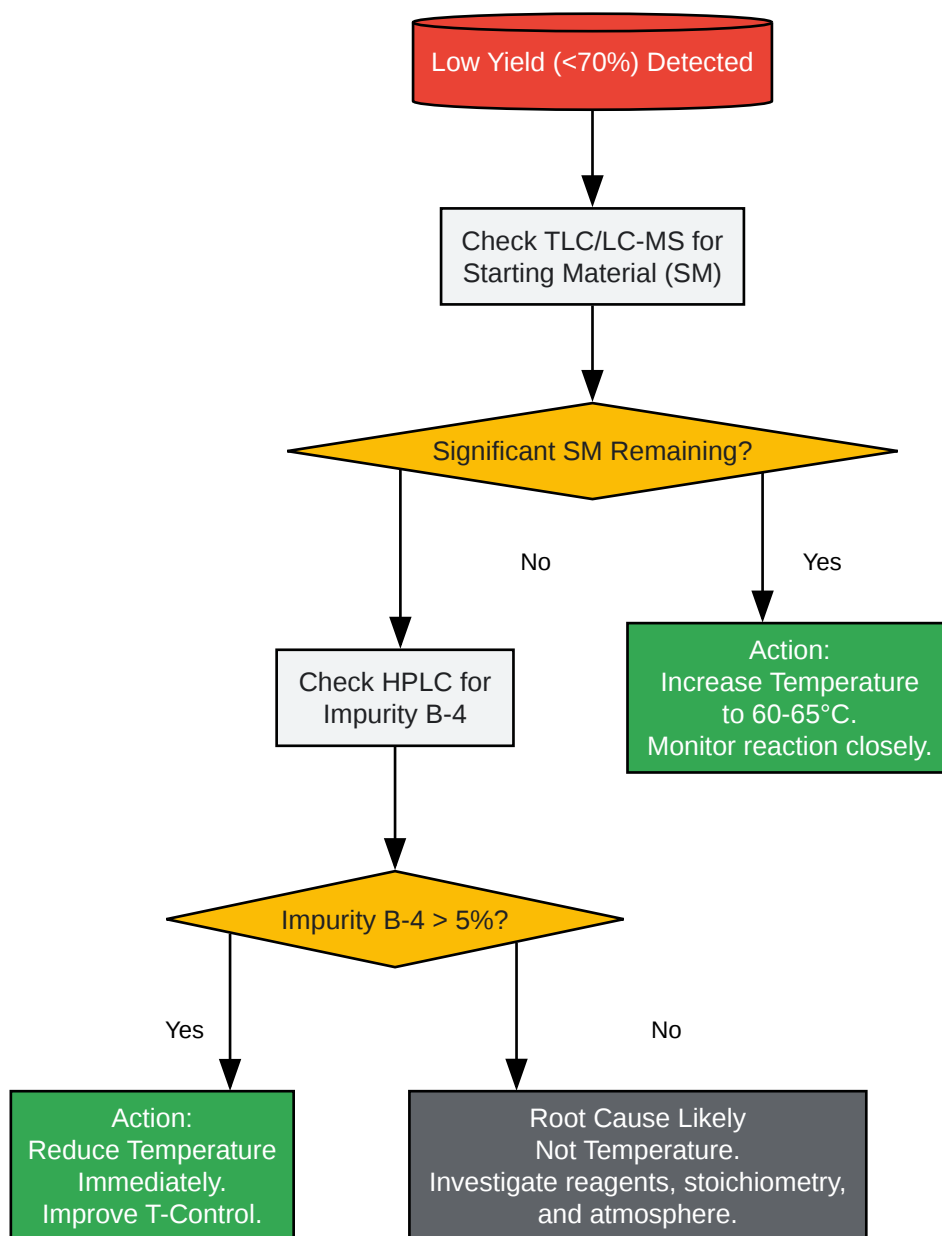 Low Yield (<70%) Detected
Check TLC/LC-MS for
Starting Material (SM)
Significant SM Remaining?
No
Yes
Check HPLC for
Impurity B-4
Action:
Increase Temperature
to 60-65°C.
Monitor reaction closely.
Impurity B-4 > 5%?
Yes
No
Action:
Reduce Temperature
Immediately.
Improve T-Control.
Root Cause Likely
Not Temperature.
Investigate reagents, stoichiometry,
and atmosphere.